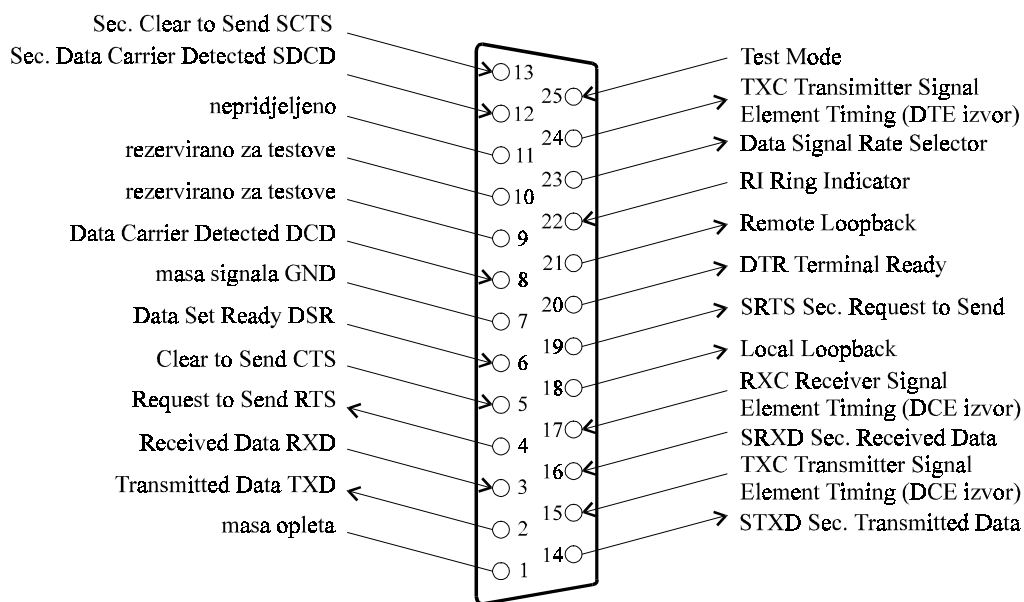 Sec. Clear to Send SCTS
Sec. Data Carrier Detected SDCD
nepridjeljeno
rezervirano za testove
rezervirano za testove
Data Carrier Detected DCD
masa signala GND
Data Set Ready DSR
Clear to Send CTS
Request to Send RTS
Received Data RXD
Transmitted Data TXD
masa opleta
13
12
11
10
9
8
7
6
5
4
3
2
1
25
24
23
22
21
20
19
18
17
16
15
14
Test Mode
TXC Transimitter Signal
Element Timing (DTE izvor)
Data Signal Rate Selector
RI Ring Indicator
Remote Loopback
DTR Terminal Ready
SRTS Sec. Request to Send
Local Loopback
RXC Receiver Signal
Element Timing (DCE izvor)
SRXD Sec. Received Data
TXC Transmitter Signal
Element Timing (DCE izvor)
STXD Sec. Transmitted Data